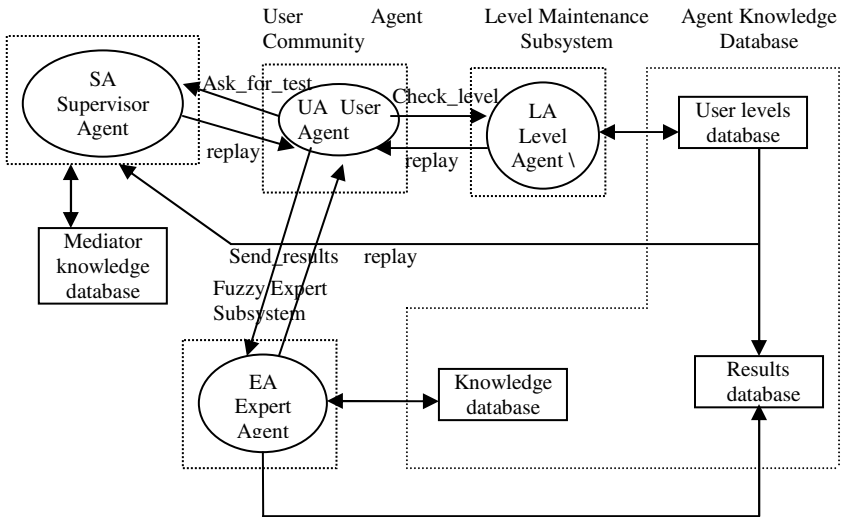 User Agent
Community
Level Maintenance
Subsystem
Agent Knowledge
Database
SA
Supervisor
Agent
Ask_for_test
replay
UA User
Agent
Check_level
replay
LA
Level
Agent \
User levels
database
Mediator
knowledge
database
Send_results replay
Fuzzy Expert
Subsystem
EA
Expert
Agent
Knowledge
database
Results
database